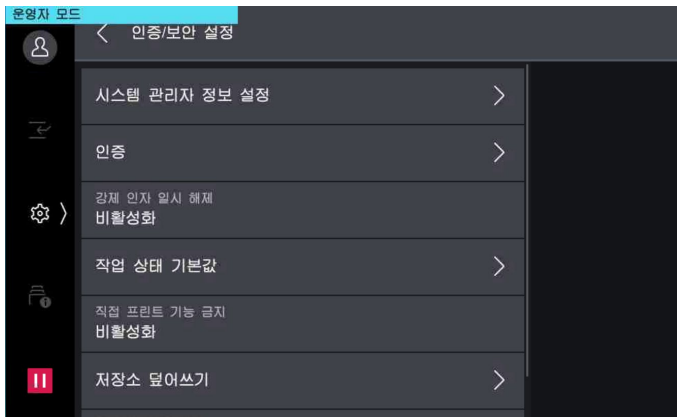 운영자 모드
인증/보안 설정
시스템 관리자 정보 설정
인증
강제 인자 일시 해제
비활성화
작업 상태 기본값
직접 프린트 기능 금지
비활성화
저장소 덮어쓰기